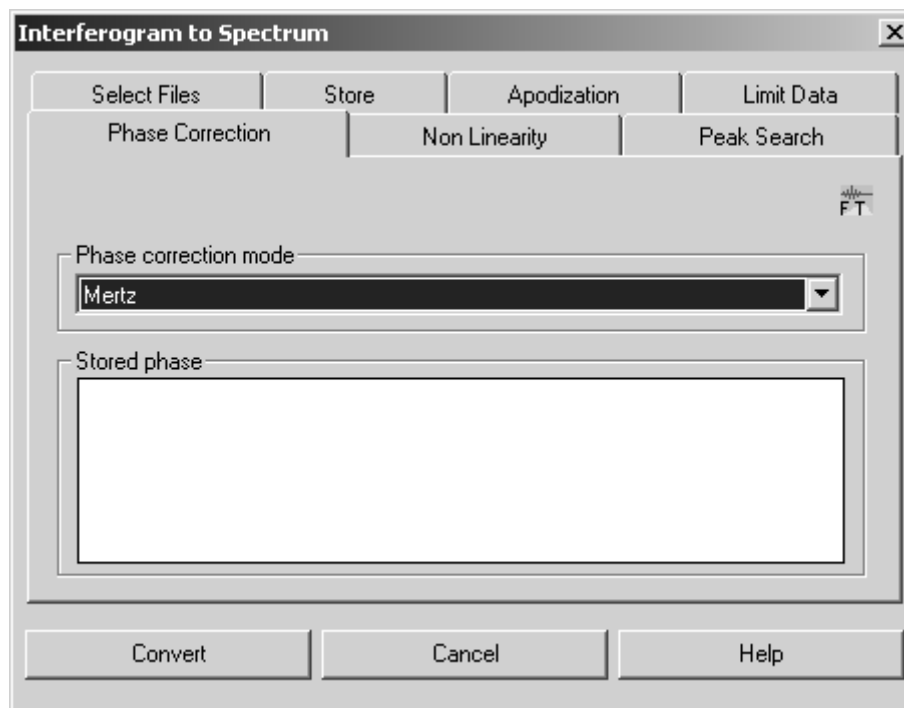 Interferogram to Spectrum
Select Files
Store
Apodization
Limit Data
Phase Correction
Non Linearity
Peak Search
FT
Phase correction mode
Mertz
Stored phase
Convert
Cancel
Help